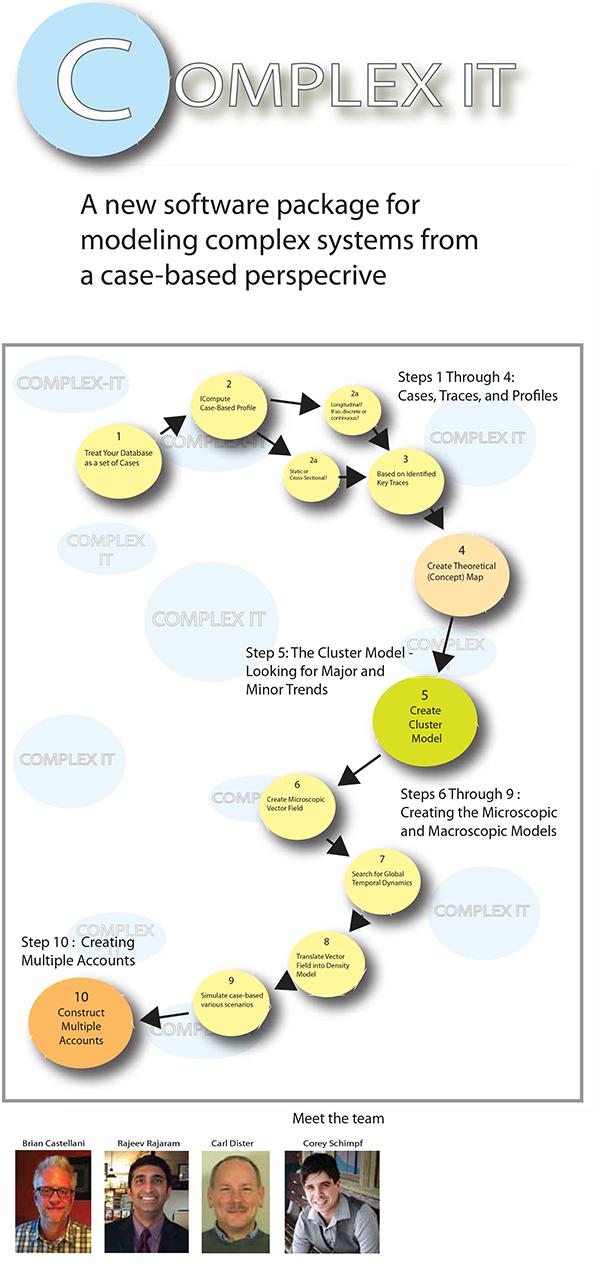 COMPLEX IT
A new software package for
modeling complex systems from
a case-based perspecrive
COMPLEX-IT
Steps 1 Through 4:
Cases, Traces, and Profiles
2
ICompute
Case-Based Profile
2a
Longitudinal?
If so, discrete or
continuous?
COMPLEX IT
1
Treat Your Database
as a set of Cases
COMPLEX-IT
2a
Static or
Cross-Sectional?
3
Based on Identified
Key Traces
COMPLEX
IT
4
Create Theoretical
(Concept) Map
COMPLEX IT
COMPLEX
IT
Step 5: The Cluster Model -
Looking for Major and
Minor Trends
5
Create
Cluster
Model
COMPLEX IT
COMP
6
Create Microscopic
Vector Field
Steps 6 Through 9 :
Creating the Microscopic
and Macroscopic Models
7
Search for Global
Temporal Dynamics
COMPLEX IT
COMPLEX
IT
Step 10 : Creating
Multiple Accounts
8
Translate Vector
Field into Density
Model
9
Simulate case-based
various scenarios
10
Construct
Multiple
Accounts
COMPLEX
Meet the team
Brian Castellani
Rajeev Rajaram
Carl Dister
Corey Schimpf